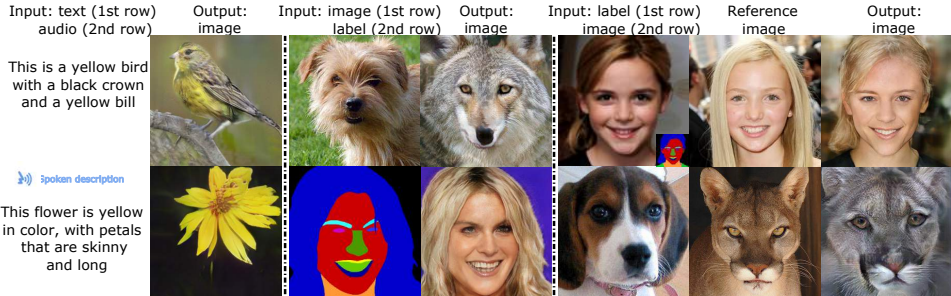 Input: text (1st row)
audio (2nd row)
Output:
image
Input: image (1st row)
label (2nd row)
Output:
image
Input: label (1st row)
image (2nd row)
Reference
image
Output:
image
This is a yellow bird
with a black crown
and a yellow bill
Spoken description
This flower is yellow
in color, with petals
that are skinny
and long